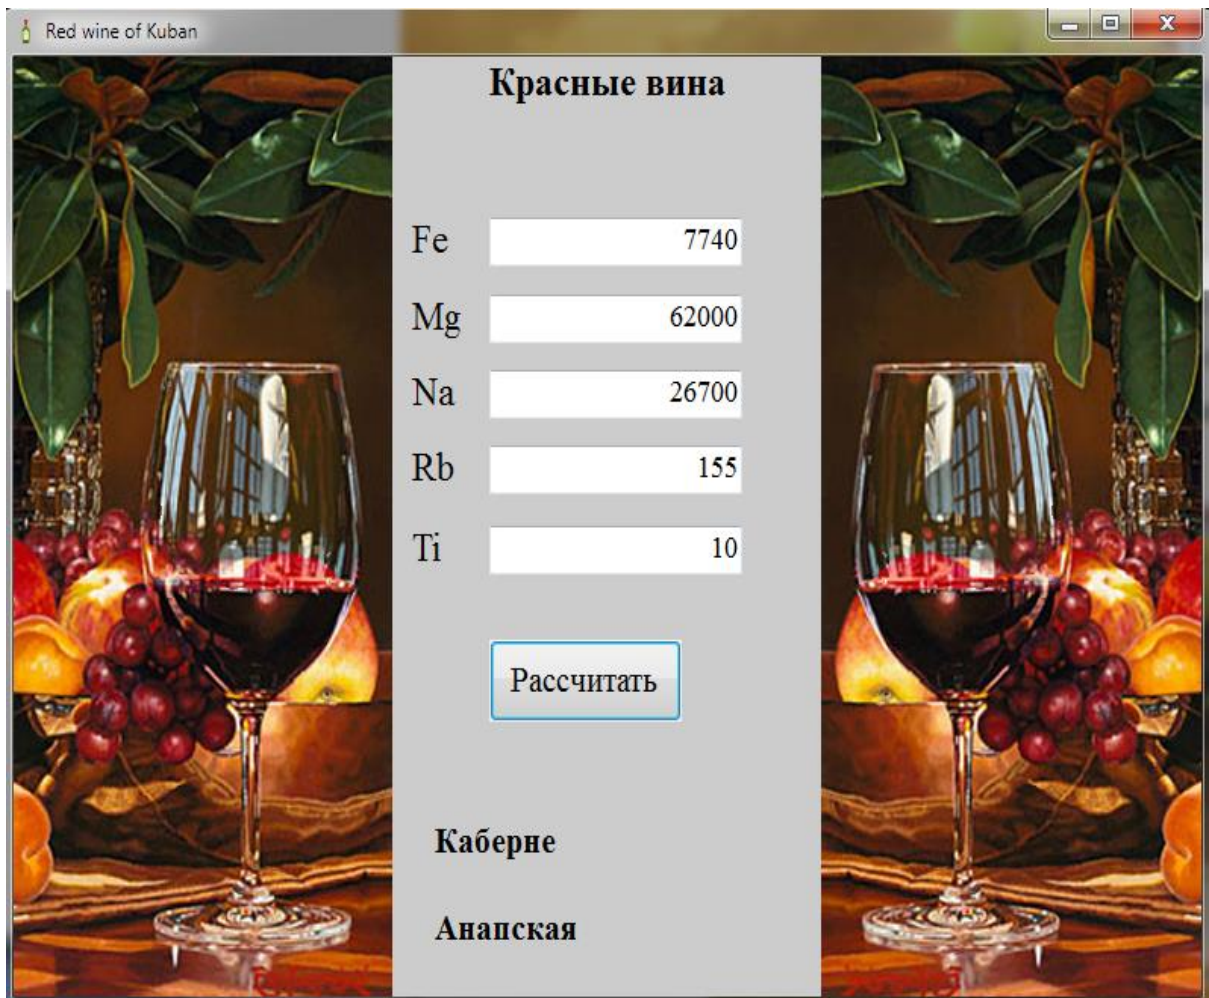 Red wine of Kuban
Красные вина
Fe 7740
Mg 62000
Na 26700
Rb 155
Ti 10
Рассчитать
Каберне
Анапская